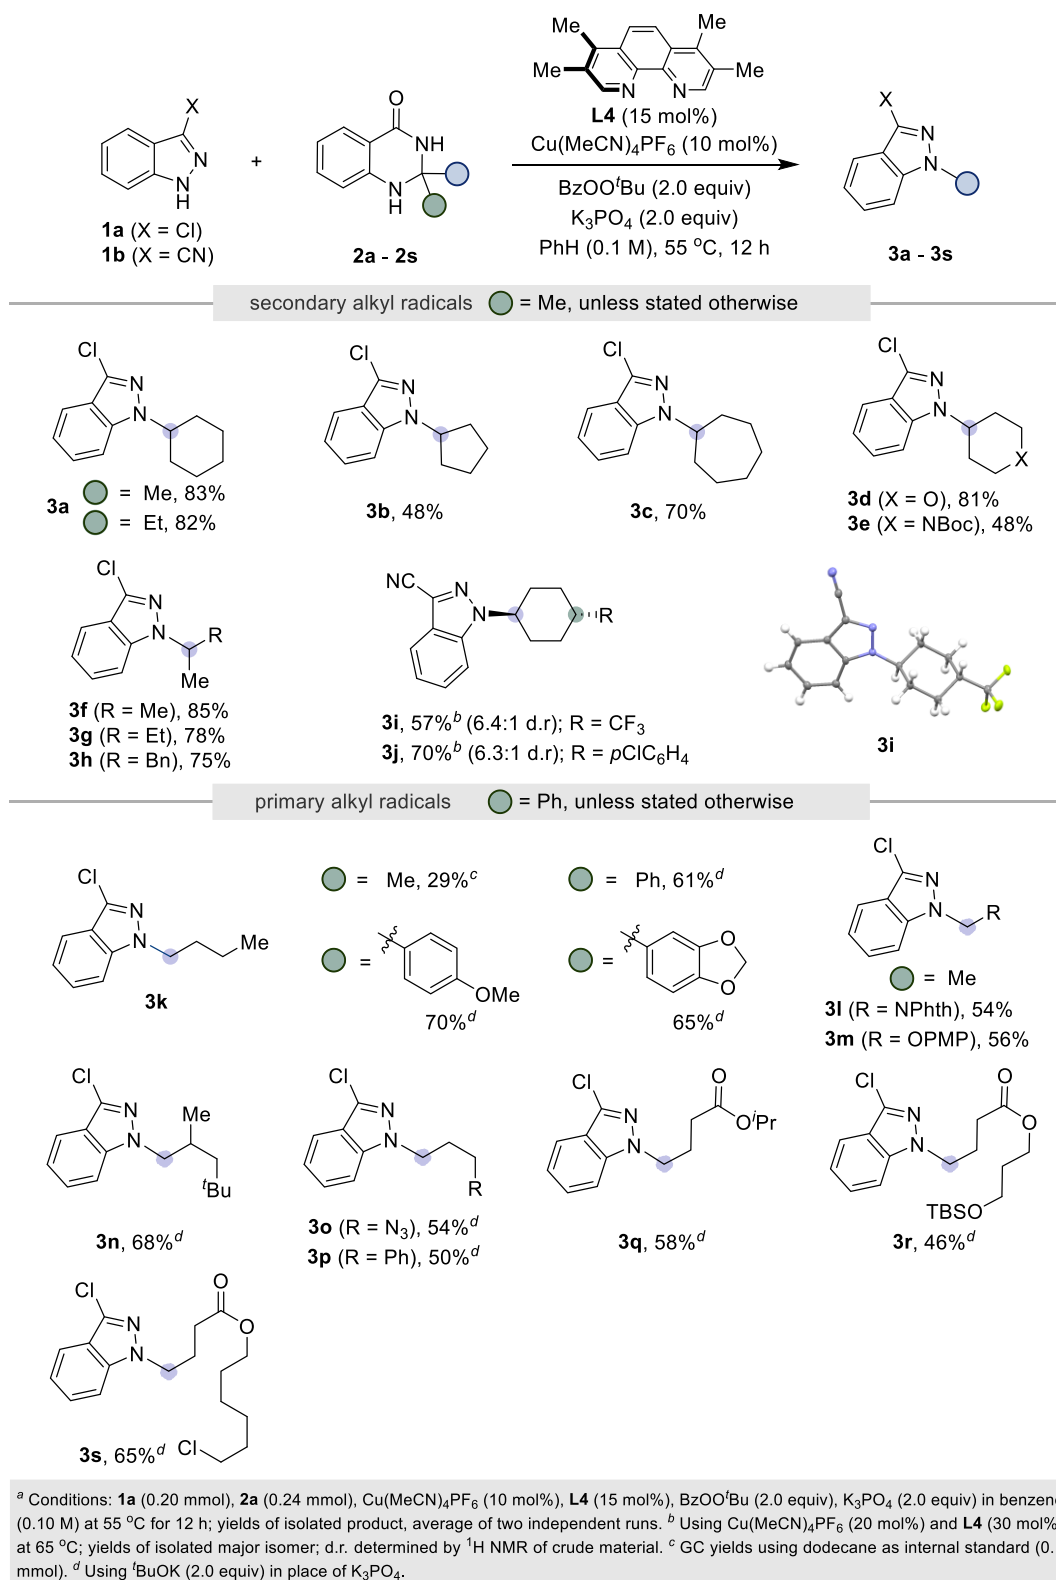 Me
Me
Me
Me
N
N
L4 (15 mol%)
Cu(MeCN)4PF6 (10 mol%)
BzOOtBu (2.0 equiv)
K3PO4 (2.0 equiv)
PhH (0.1 M), 55 oC, 12 h
X
N
N
H
1a (X = Cl)
1b (X = CN)
+
O
NH
N
H
2a - 2s
X
N
N
3a - 3s
secondary alkyl radicals = Me, unless stated otherwise
Cl
N
N
3a
= Me, 83%
= Et, 82%
Cl
N
N
3b, 48%
Cl
N
N
3c, 70%
Cl
N
N
X
3d (X = O), 81%
3e (X = NBoc), 48%
Cl
N
N
R
Me
3f (R = Me), 85%
3g (R = Et), 78%
3h (R = Bn), 75%
NC
N
N
R
3i, 57%b (6.4:1 d.r); R = CF3
3j, 70%b (6.3:1 d.r); R = pClC6H4
3i
primary alkyl radicals = Ph, unless stated otherwise
Cl
N
N
Me
3k
= Me, 29%c
= Ph, 61%d
=
OMe
70%d
=
O
O
65%d
Cl
N
N
R
= Me
3l (R = NPhth), 54%
3m (R = OPMP), 56%
Cl
N
N
Me
tBu
3n, 68%d
Cl
N
N
R
3o (R = N3), 54%d
3p (R = Ph), 50%d
Cl
N
N
O
OiPr
3q, 58%d
Cl
N
N
O
O
TBSO
3r, 46%d
Cl
N
N
O
O
Cl
3s, 65%d
a Conditions: 1a (0.20 mmol), 2a (0.24 mmol), Cu(MeCN)4PF6 (10 mol%), L4 (15 mol%), BzOOtBu (2.0 equiv), K3PO4 (2.0 equiv) in benzene
(0.10 M) at 55 oC for 12 h; yields of isolated product, average of two independent runs. b Using Cu(MeCN)4PF6 (20 mol%) and L4 (30 mol%
at 65 oC; yields of isolated major isomer; d.r. determined by 1H NMR of crude material. c GC yields using dodecane as internal standard (0.
mmol). d Using tBuOK (2.0 equiv) in place of K3PO4.